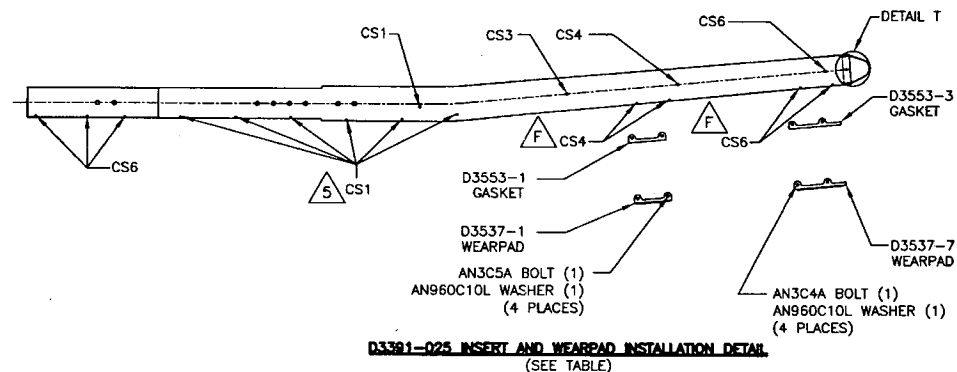 DETAIL T
CS1
CS3
CS4
CS6
D3553-3
GASKET
F
F
CS4
CS6
CS6
5
CS1
D3553-1
GASKET
D3537-1
WEARPAD
D3537-7
WEARPAD
AN3C5A BOLT (1)
AN960C10L WASHER (1)
(4 PLACES)
AN3C4A BOLT (1)
AN960C10L WASHER (1)
(4 PLACES)
D3391-025 INSERT AND WEARPAD INSTALLATION DETAIL
(SEE TABLE)